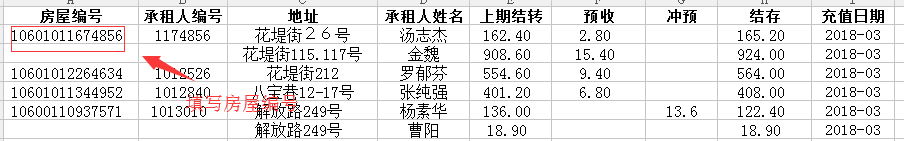 房屋编号 承租人编号 地址 承租人姓名 上期结转 预收 冲预 结存 充值日期
10601011674856 1174856 花堤街２６号 汤志杰 162.40 2.80 165.20 2018-03
花堤街115.117号 金魏 908.60 15.40 924.00 2018-03
10601012264634 1012526 花堤街212 罗郁芬 554.60 9.40 564.00 2018-03
10601011344952 1012840 八宝巷12-17号 张纯强 401.20 6.80 408.00 2018-03
填写房屋编号
10600110937571 1013010 解放路249号 杨素华 136.00 13.6 122.40 2018-03
解放路249号 曹阳 18.90 18.90 2018-03